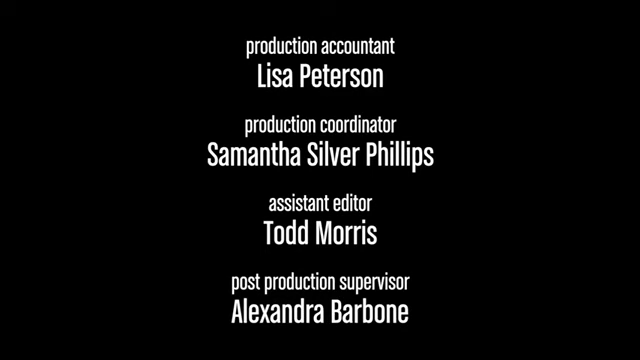 production accountant
Lisa Peterson
production coordinator
Samantha Silver Phillips
assistant editor
Todd Morris
post production supervisor
Alexandra Barbone